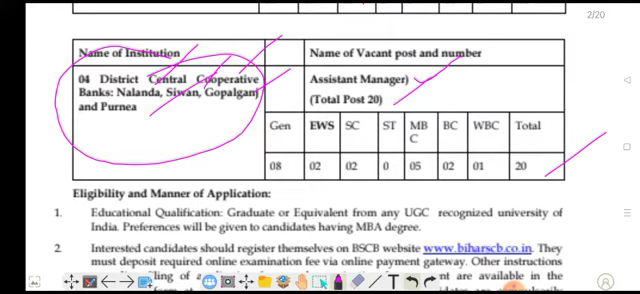 2/20
Name of Institution
Name of Vacant post and number
04 District Central Cooperative
Banks: Nalanda, Siwan, Gopalganj
and Purnea
Assistant Manager)
(Total Post 20)
Gen EWS SC ST MB C BC WBC Total
08 02 02 0 05 02 01 20
Eligibility and Manner of Application:
1. Educational Qualification: Graduate or Equivalent from any UGC recognized university of
India. Preferences will be given to candidates having MBA degree.
2. Interested candidates should register themselves on BSCB website www.biharscb.co.in. They
must deposit required online examination fee via online payment gateway. Other instructions
ling of nt are available in the